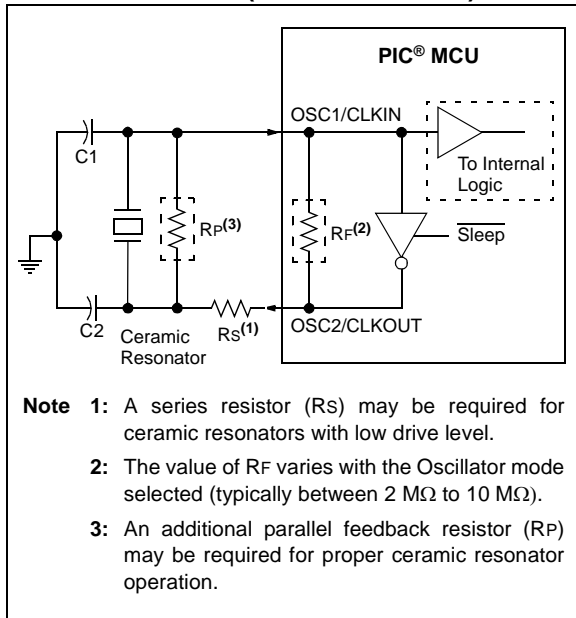 PIC® MCU
OSC1/CLKIN
C1
To Internal
Logic
RP(3)
RF(2)
Sleep
C2
Ceramic
Resonator
RS(1)
OSC2/CLKOUT
Note 1: A series resistor (RS) may be required for
ceramic resonators with low drive level.
2: The value of RF varies with the Oscillator mode
selected (typically between 2 MΩ to 10 MΩ).
3: An additional parallel feedback resistor (RP)
may be required for proper ceramic resonator
operation.